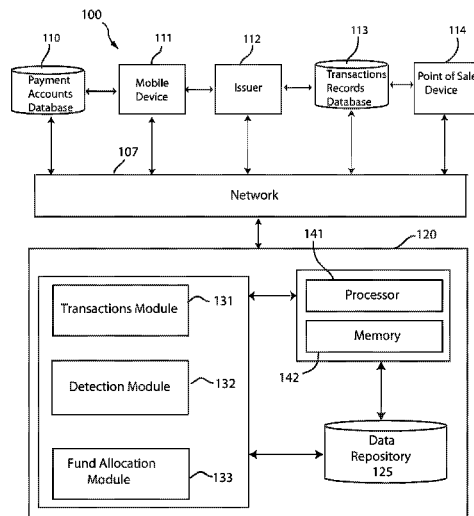 100
110
111
112
113
114
Payment
Accounts
Database
Mobile
Device
Issuer
Transactions
Records
Database
Point of Sale
Device
107
Network
120
141
Transactions Module
131
Processor
Memory
142
Detection Module
132
Data
Repository
125
Fund Allocation
Module
133